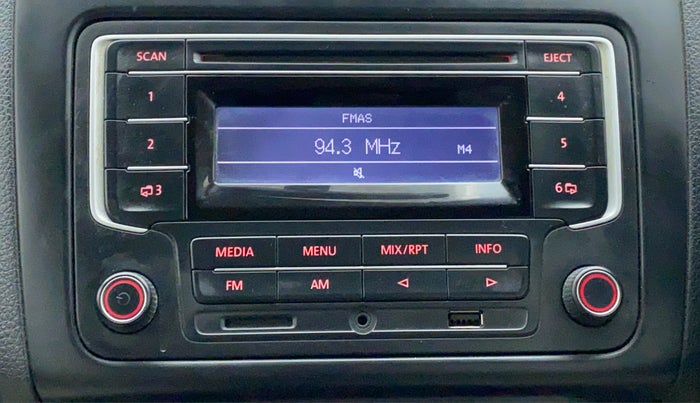 SCAN
EJECT
1
4
2
5
3
6
FMAS
94.3 MHz M4
MEDIA MENU MIX/RPT INFO
FM AM